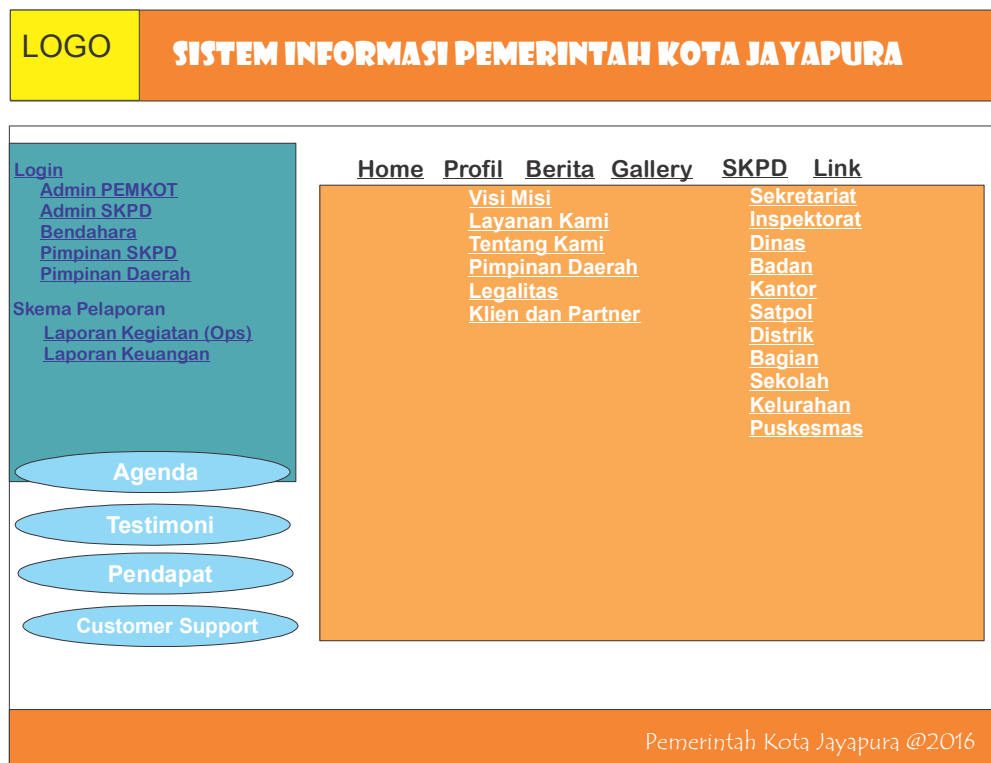 LOGO
SISTEM INFORMASI PEMERINTAH KOTA JAYAPURA
Login
Admin PEMKOT
Admin SKPD
Bendahara
Pimpinan SKPD
Pimpinan Daerah
Skema Pelaporan
Laporan Kegiatan (Ops)
Laporan Keuangan
Agenda
Testimoni
Pendapat
Customer Support
Home Profil Berita Gallery SKPD Link
Visi Misi
Layanan Kami
Tentang Kami
Pimpinan Daerah
Legalitas
Klien dan Partner
Sekretariat
Inspektorat
Dinas
Badan
Kantor
Satpol
Distrik
Bagian
Sekolah
Kelurahan
Puskesmas
Pemerintah Kota Jayapura @2016